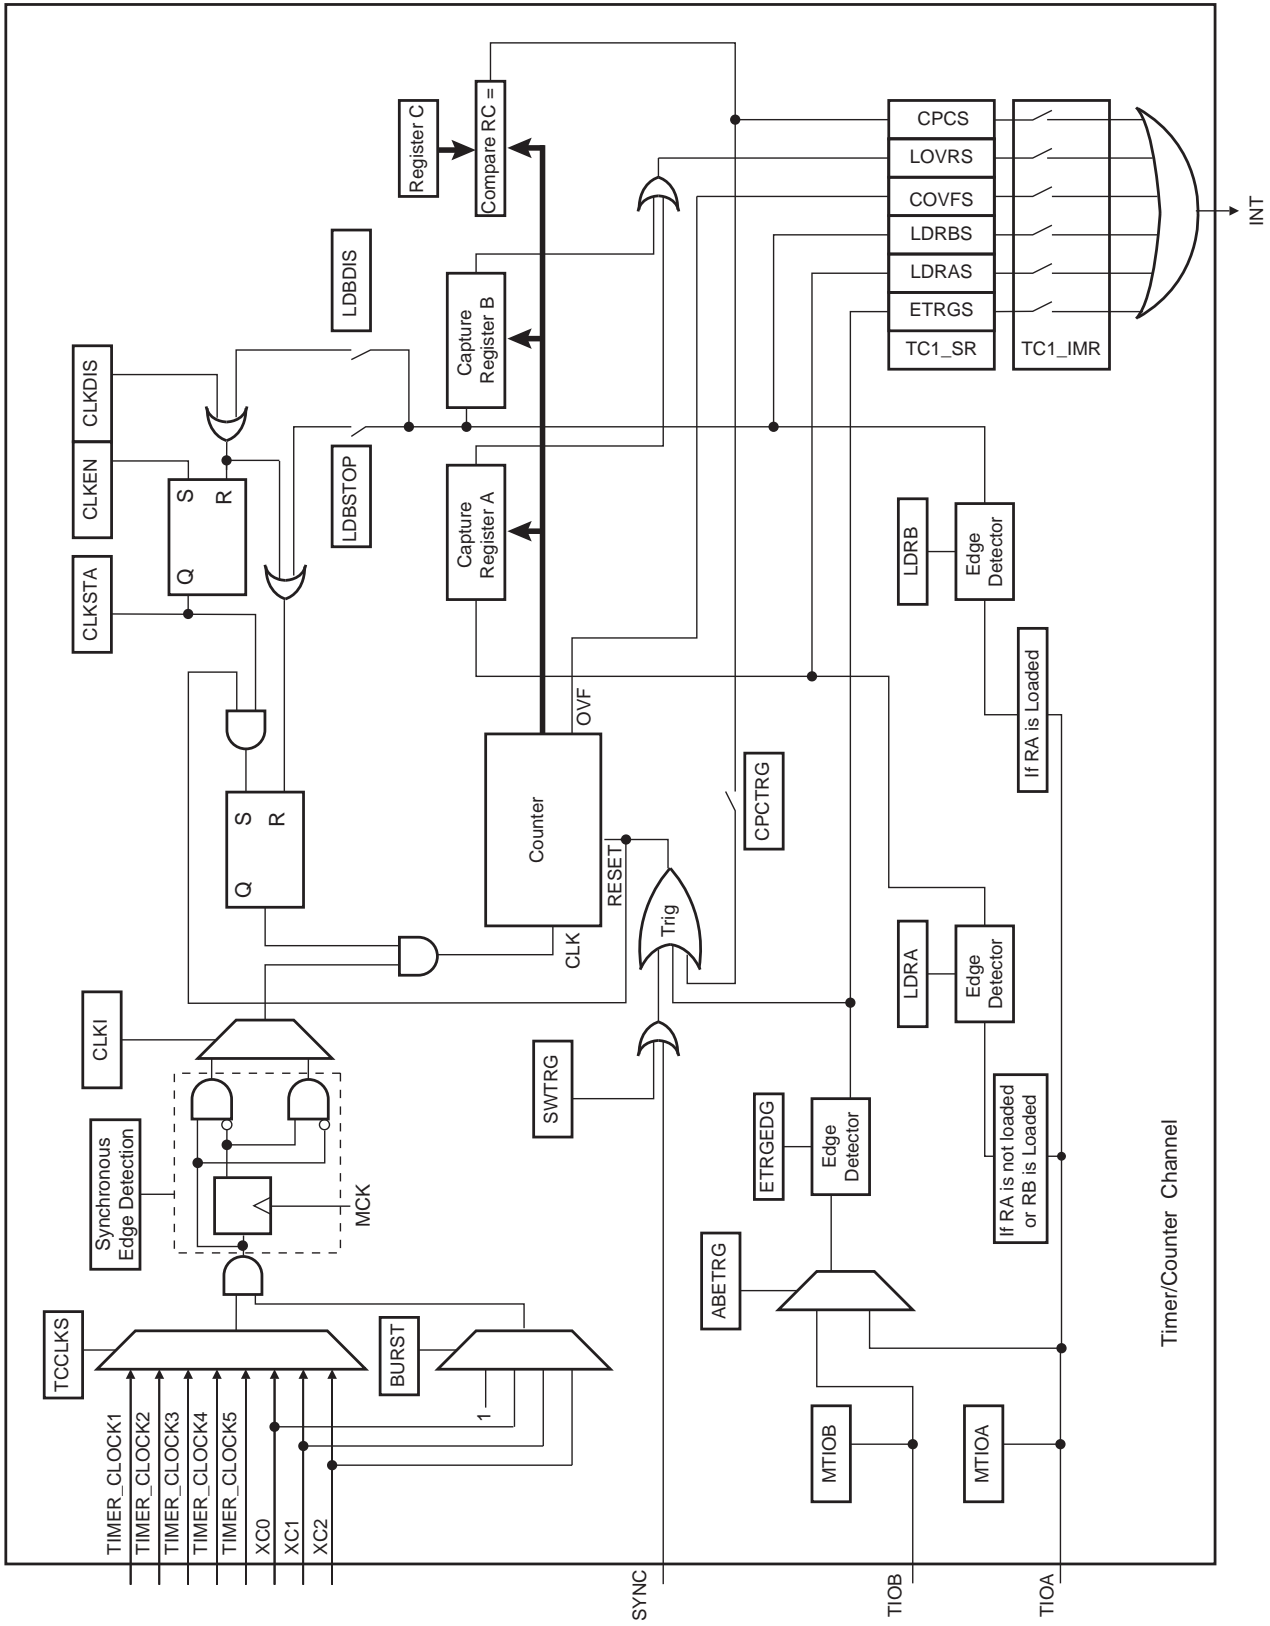 TCCLKS
TIMER_CLOCK1
TIMER_CLOCK2
TIMER_CLOCK3
TIMER_CLOCK4
TIMER_CLOCK5
XC0
XC1
XC2
BURST
1
Synchronous
Edge Detection
MCK
CLKI
CLKSTA
CLKEN
CLKDIS
Q
S
R
Q
S
R
LDBSTOP
LDBDIS
Register C
Capture
Register A
Capture
Register B
Compare RC =
Counter
CLK
OVF
RESET
SWTRG
Trig
CPCTRG
SYNC
ABETRG
ETRGEDG
Edge
Detector
MTIOB
TIOB
MTIOA
TIOA
LDRA
Edge
Detector
If RA is not loaded
or RB is Loaded
LDRB
Edge
Detector
If RA is Loaded
CPCS
LOVRS
COVFS
LDRBS
LDRAS
ETRGS
TC1_SR
TC1_IMR
INT
Timer/Counter Channel